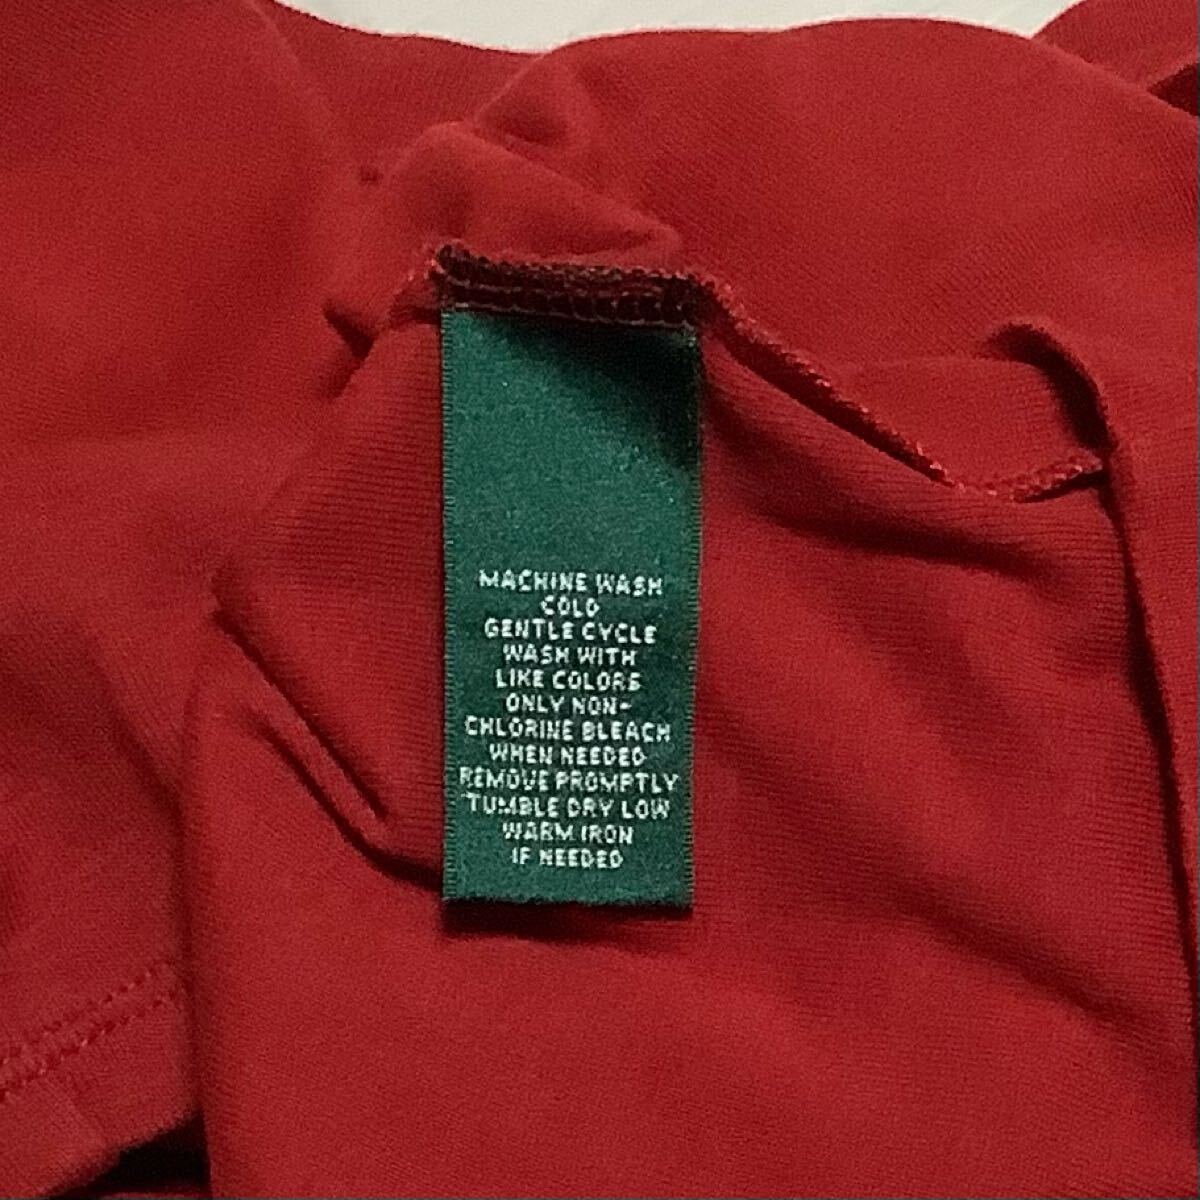 MACHINE WASH
COLD
GENTLE CYCLE
WASH WITH
LIKE COLORS
ONLY NON-
CHLORINE BLEACH
WHEN NEEDED
REMOVE PROMPTLY
TUMBLE DRY LOW
WARM IRON
IF NEEDED